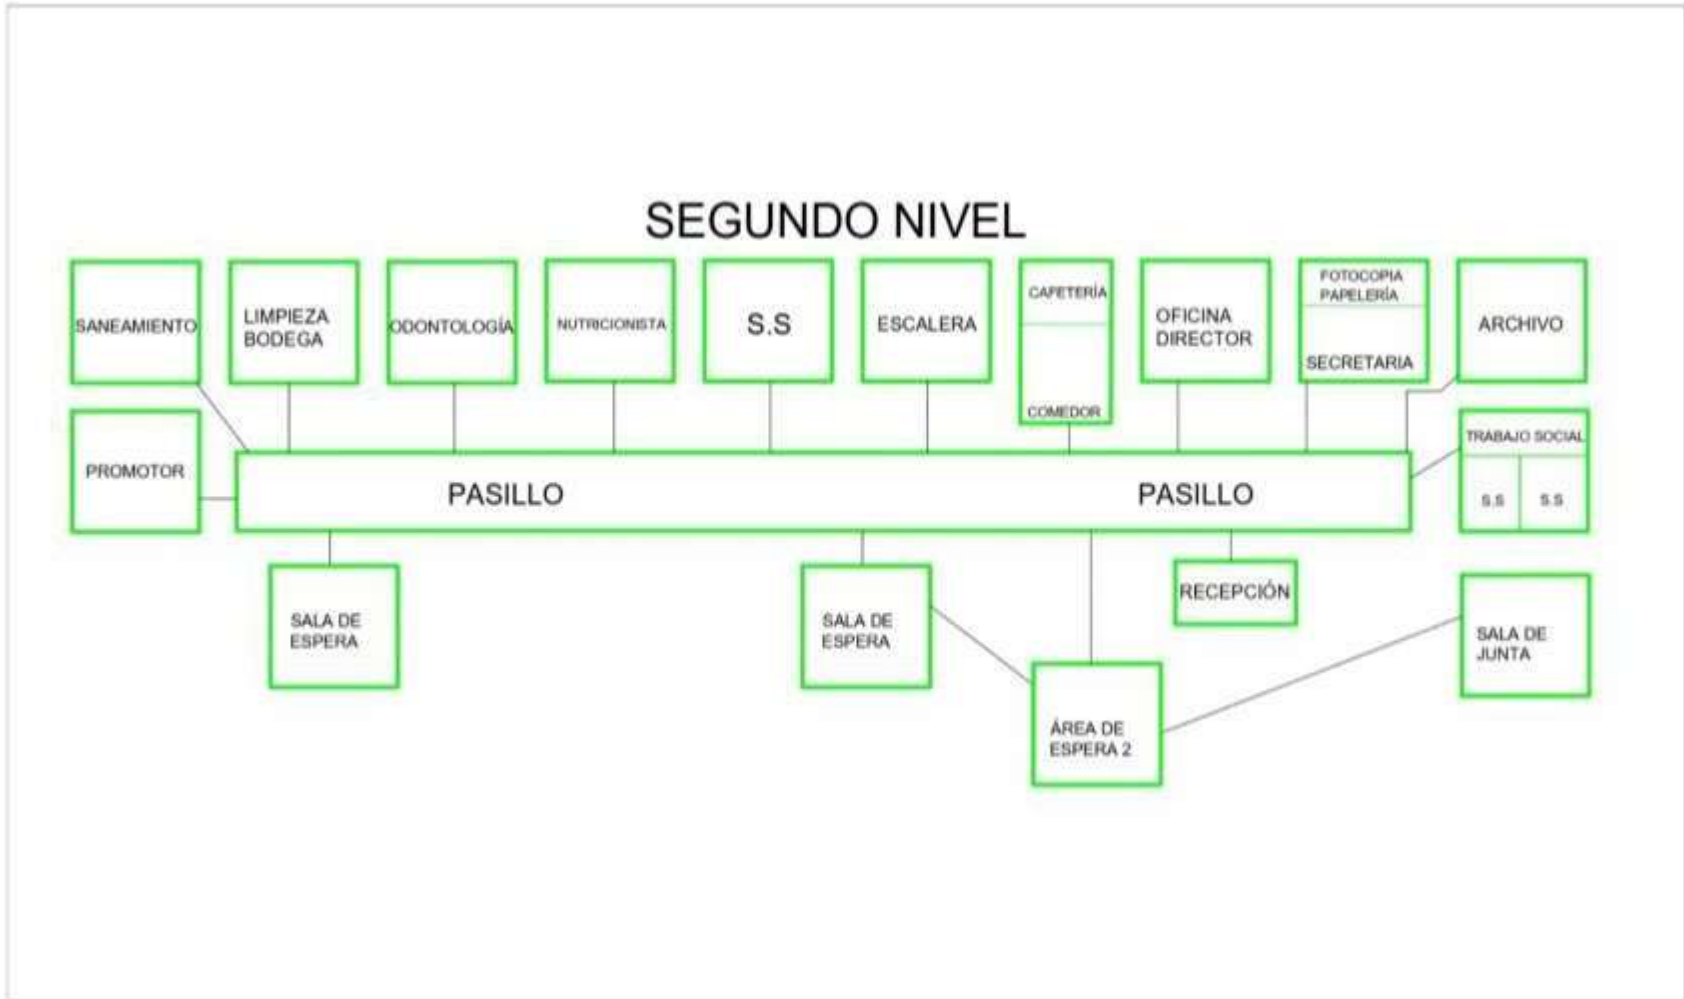 SEGUNDO NIVEL
SANEAMIENTO
LIMPIEZA
BODEGA
ODONTOLOGÍA
NUTRICIONISTA
S.S
ESCALERA
CAFETERÍA
COMEDOR
OFICINA
DIRECTOR
FOTOCOPIA
PAPELERÍA
SECRETARIA
ARCHIVO
PROMOTOR
PASILLO
PASILLO
TRABAJO SOCIAL
S.S
S.S
SALA DE
ESPERA
SALA DE
ESPERA
RECEPCIÓN
ÁREA DE
ESPERA 2
SALA DE
JUNTA